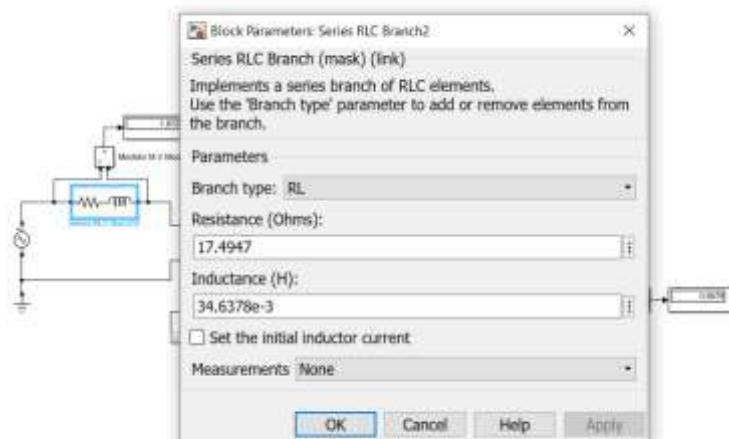 Block Parameters: Series RLC Branch2
Series RLC Branch (mask) (link)
Implements a series branch of RLC elements.
Use the 'Branch type' parameter to add or remove elements from
the branch.
Parameters
Branch type: RL
Resistance (Ohms):
17.4947
Inductance (H):
34.6378e-3
Set the initial inductor current
Measurements None
OK Cancel Help Apply